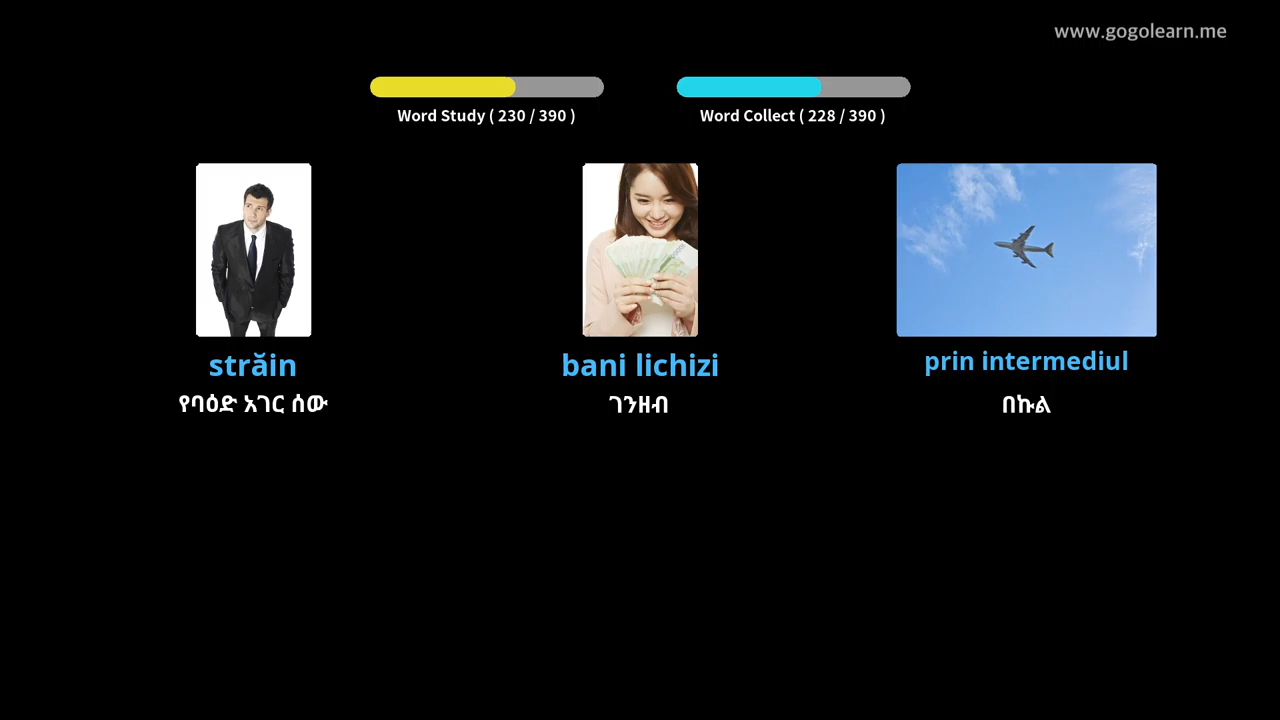 www.gogolearn.me
Word Study ( 230 / 390 )
Word Collect ( 228 / 390 )
străin
bani lichizi
prin intermediul
የባዕድ አገር ሰው
ገንዘብ
በኩል